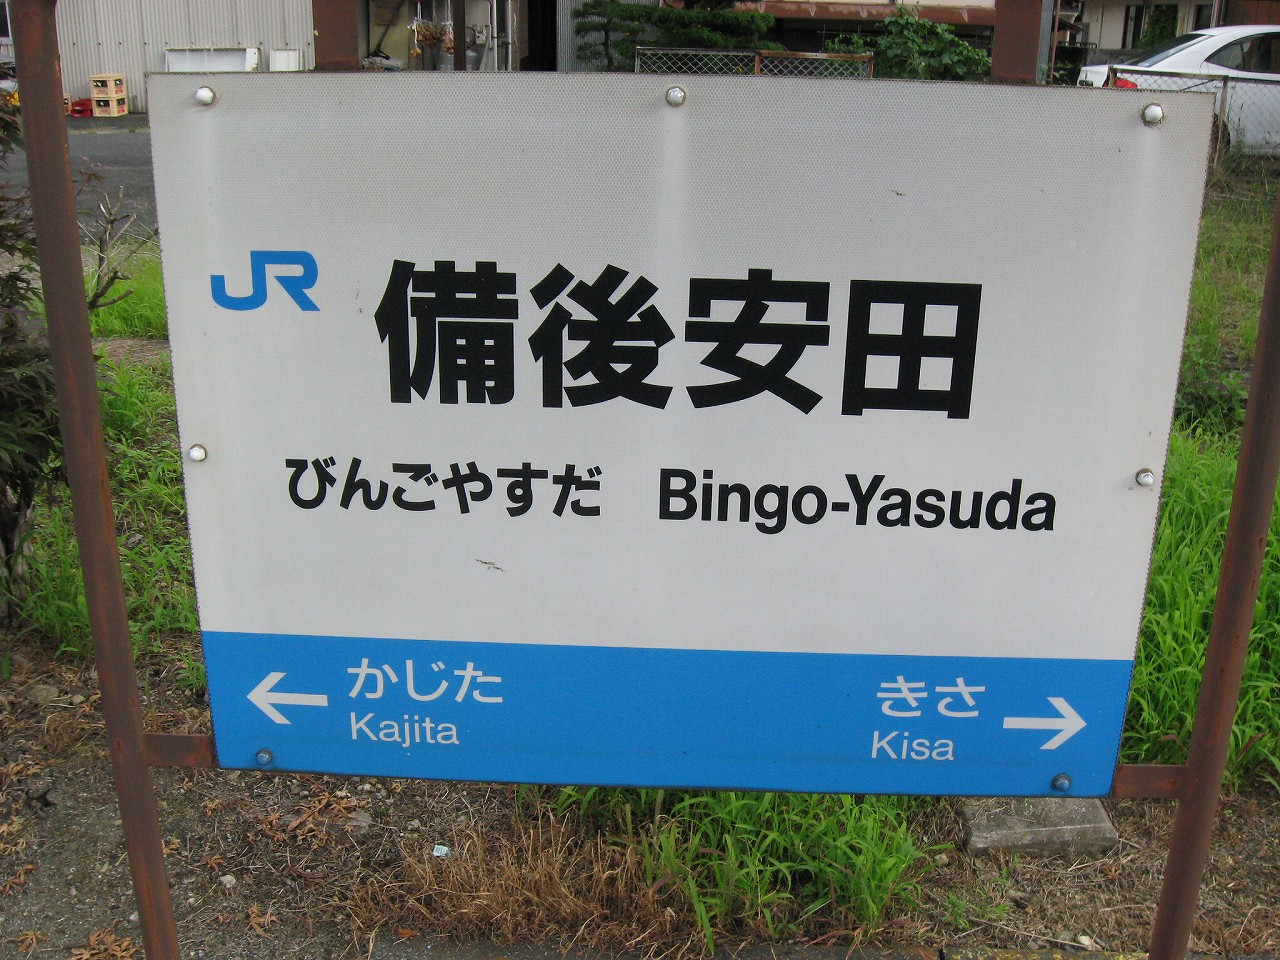 JR 備後安田
びんごやすだ Bingo-Yasuda
← かじた きさ →
Kajita Kisa